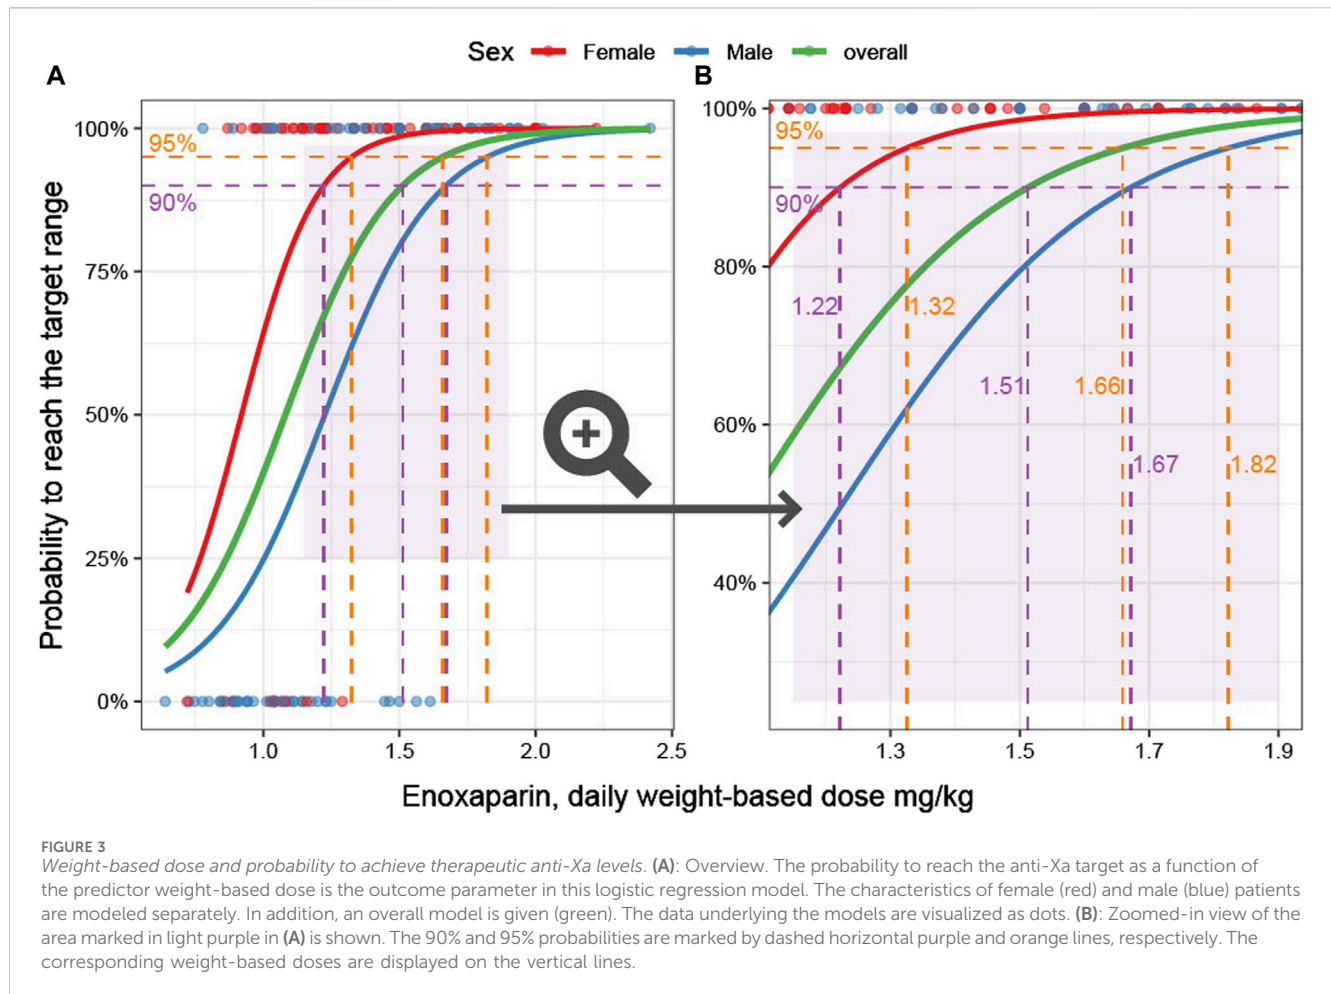 Sex Female Male overall
A
B
Probability to reach the target range
100%
95%
90%
75%
50%
25%
0%
1.0 1.5 2.0 2.5
100%
95%
90%
80%
60%
40%
1.22 1.32
1.51 1.66
1.67 1.82
1.3 1.5 1.7 1.9
Enoxaparin, daily weight-based dose mg/kg
FIGURE 3
Weight-based dose and probability to achieve therapeutic anti-Xa levels. (A): Overview. The probability to reach the anti-Xa target as a function of
the predictor weight-based dose is the outcome parameter in this logistic regression model. The characteristics of female (red) and male (blue) patients
are modeled separately. In addition, an overall model is given (green). The data underlying the models are visualized as dots. (B): Zoomed-in view of the
area marked in light purple in (A) is shown. The 90% and 95% probabilities are marked by dashed horizontal purple and orange lines, respectively. The
corresponding weight-based doses are displayed on the vertical lines.